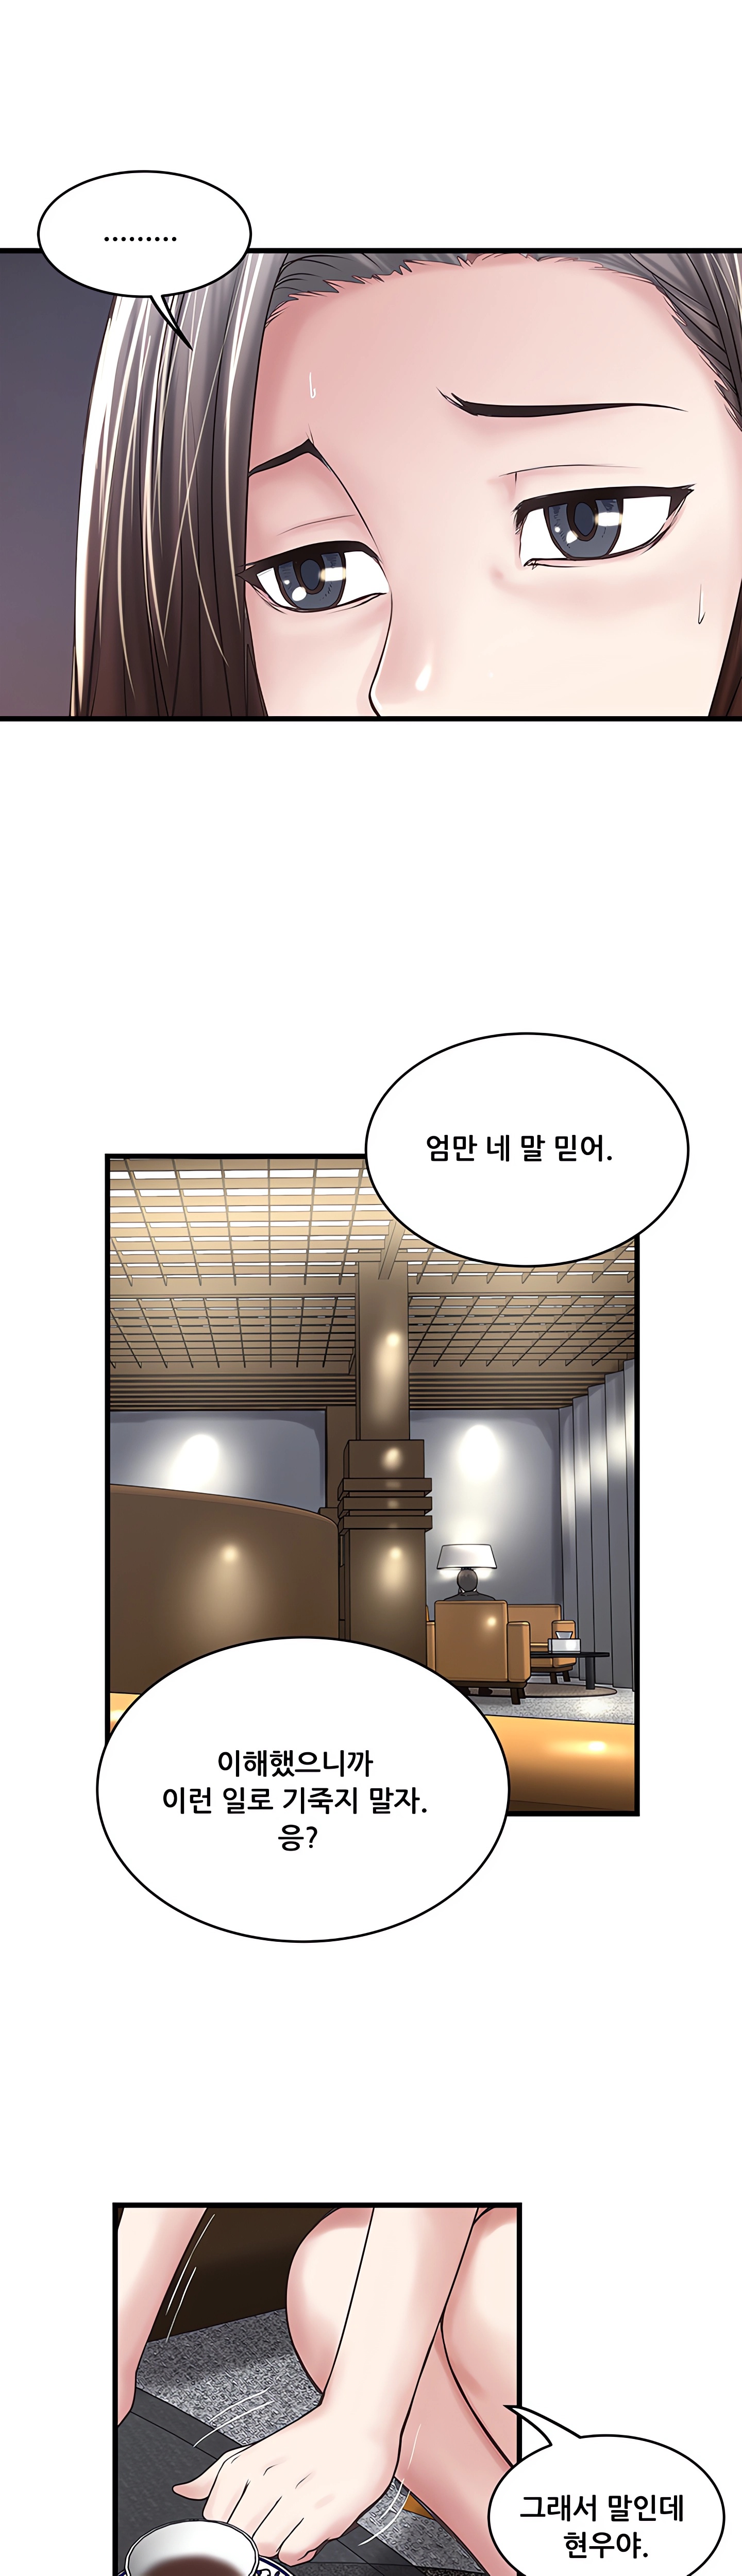 .........
엄만 네 말 믿어.
이해했으니까
이런 일로 기죽지 말자.
응?
그래서 말인데
현우야.